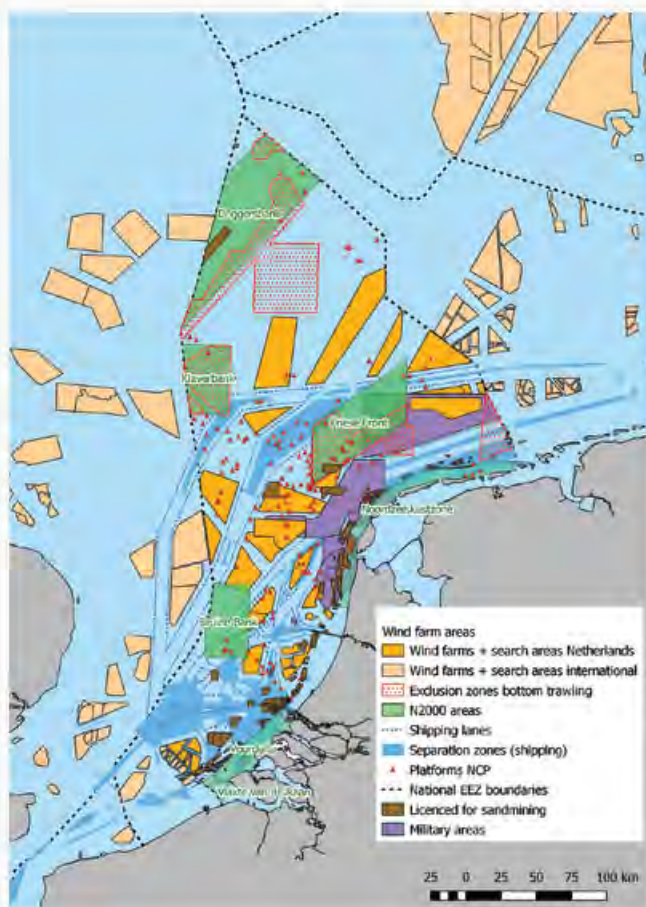 Doggersbank
Klaverbank
Friese Front
Noordzeekustzone
Bruine Bank
Voordelta
Vlakte van d
Wind farm areas
Wind farms + search areas Netherlands
Wind farms + search areas international
Exclusion zones bottom trawling
N2000 areas
Shipping lanes
Separation zones (shipping)
Platforms NCP
National EEZ boundaries
Licenced for sandmining
Military areas
25 0 25 50 75 100 km